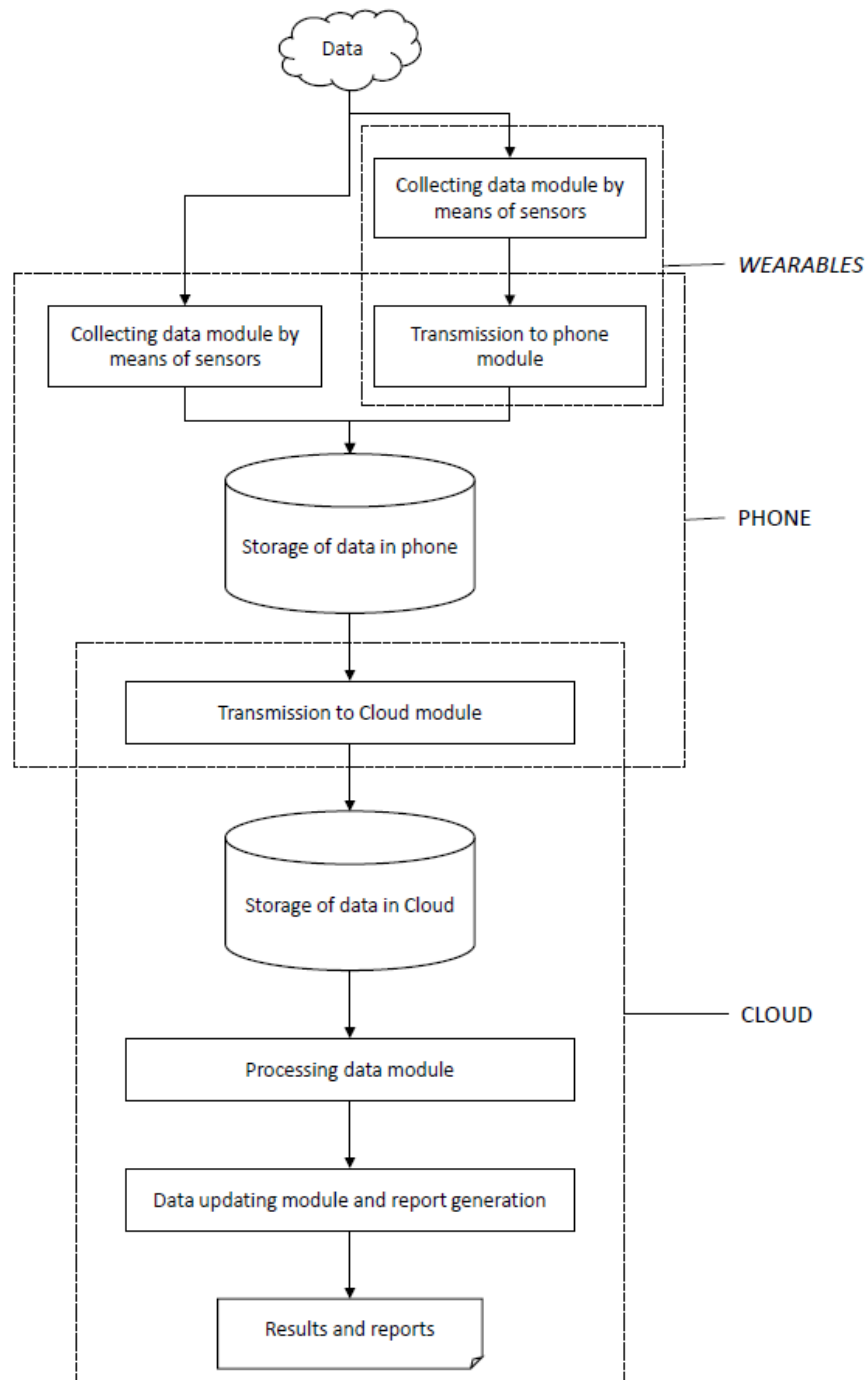 Data
Collecting data module by
means of sensors
WEARABLES
Collecting data module by
means of sensors
Transmission to phone
module
Storage of data in phone
PHONE
Transmission to Cloud module
Storage of data in Cloud
CLOUD
Processing data module
Data updating module and report generation
Results and reports